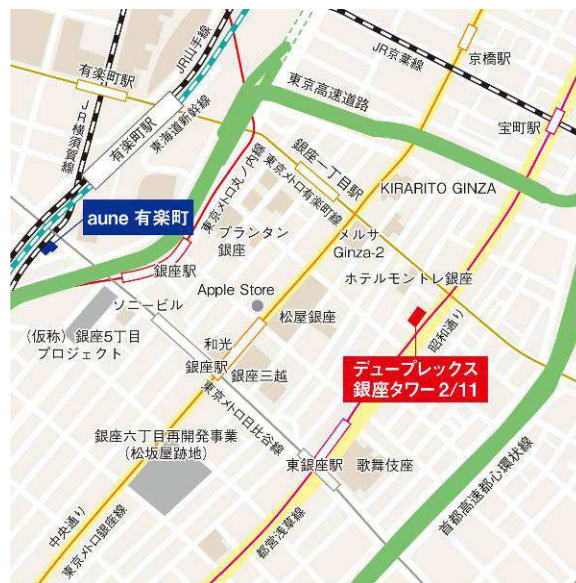 JR山手線
JR京葉線
京橋駅
有楽町駅
東京高速道路
宝町駅
JR横須賀線
有楽町駅
東海道新幹線
銀座一丁目駅
東京メトロ丸ノ内線
東京メトロ有楽町線
KIRARITO GINZA
aune 有楽町
プランタン
銀座
メルサ
Ginza-2
銀座駅
ホテルモントレ銀座
Apple Store
ソニービル
松屋銀座
昭和通り
(仮称)銀座5丁目
プロジェクト
和光
銀座駅
銀座三越
デュープレックス
銀座タワー2/11
東京メトロ日比谷線
銀座六丁目再開発事業
(松坂屋跡地)
東銀座駅
歌舞伎座
首都高速都心環状線
中央通り
東京メトロ銀座線
都営浅草線